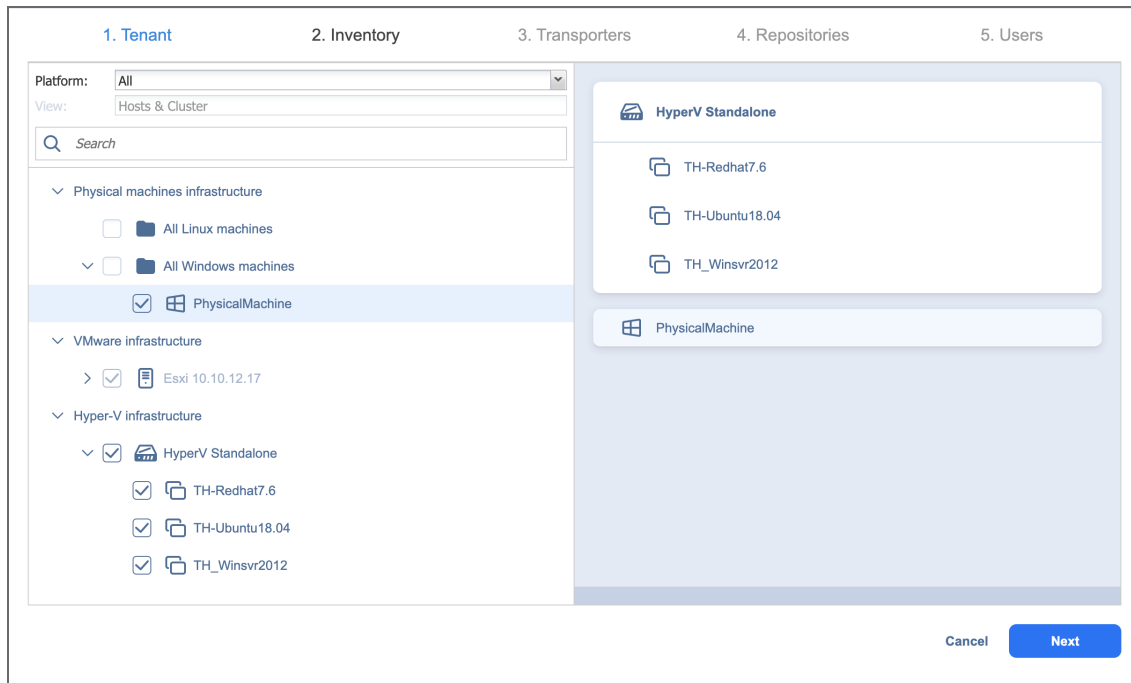 1. Tenant 2. Inventory 3. Transporters 4. Repositories 5. Users
Platform: All
View: Hosts & Cluster
Search
Physical machines infrastructure
All Linux machines
All Windows machines
PhysicalMachine
VMware infrastructure
Esxi 10.10.12.17
Hyper-V infrastructure
HyperV Standalone
TH-Redhat7.6
TH-Ubuntu18.04
TH_Winsvr2012
HyperV Standalone
TH-Redhat7.6
TH-Ubuntu18.04
TH_Winsvr2012
PhysicalMachine
Cancel Next